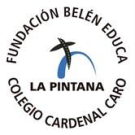 FUNDACIÓN BELÉN EDUCA
LA PINTANA
COLEGIO CARDENAL CARO